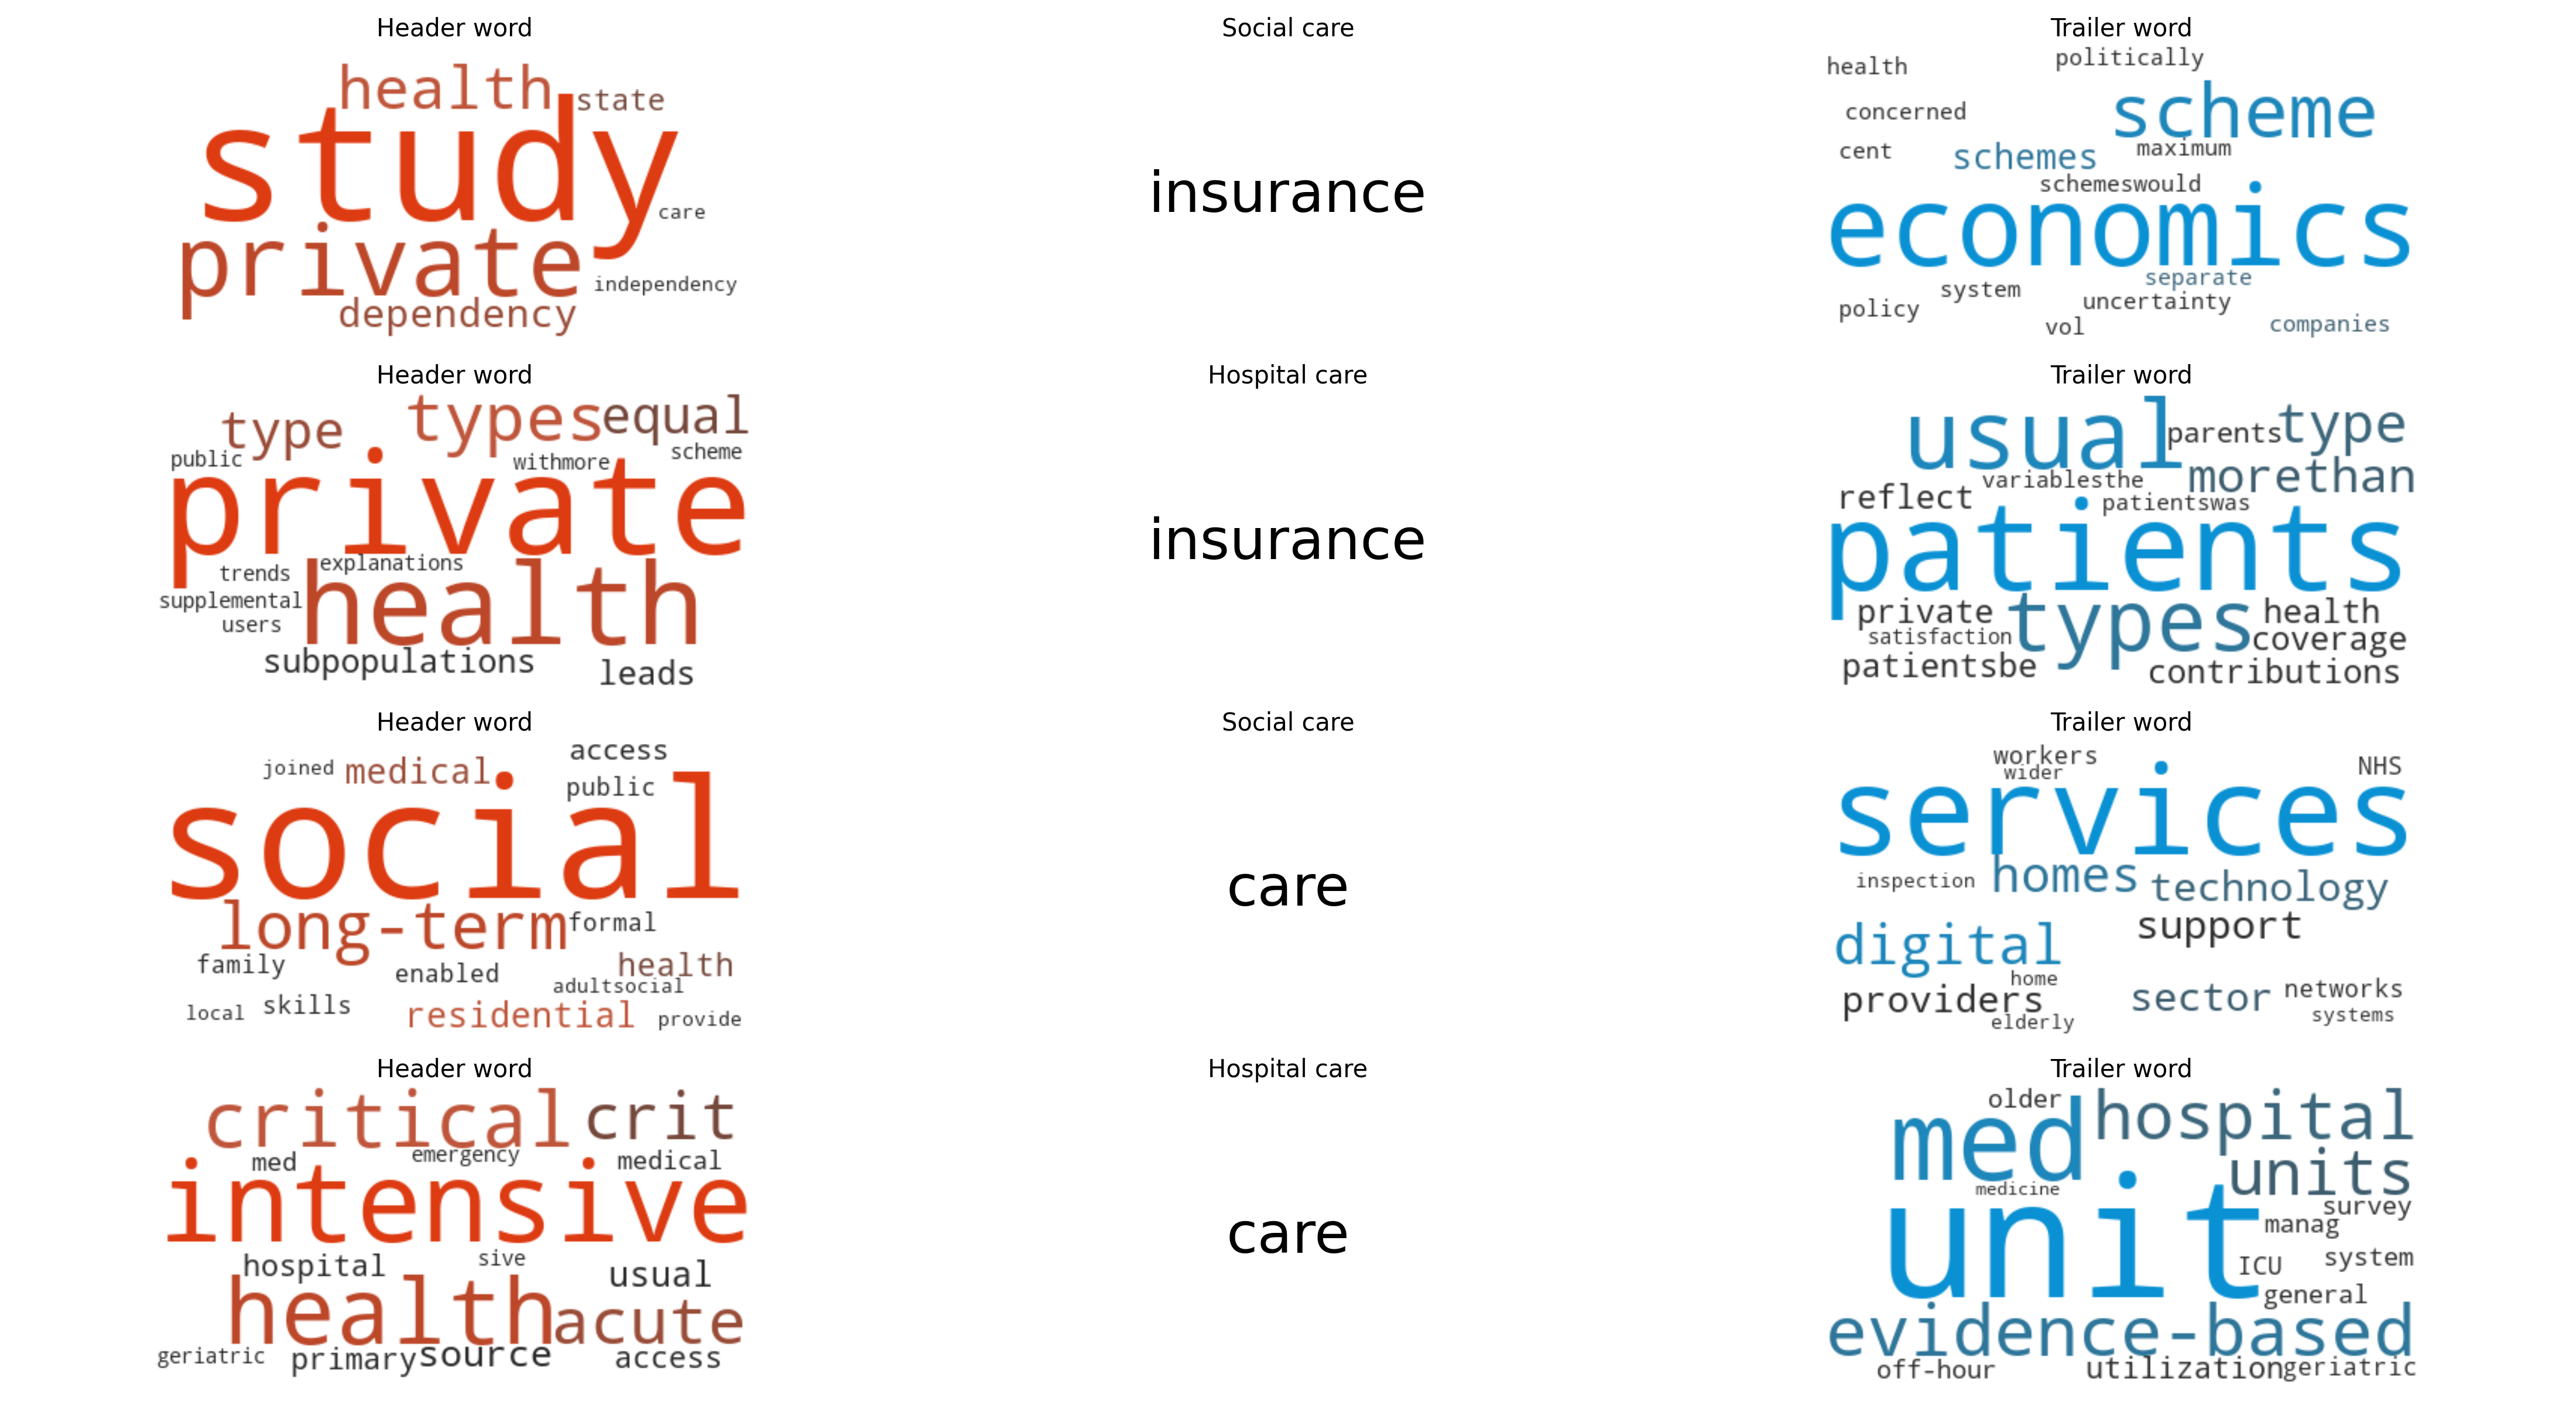 Header word
Social care
Trailer word
health
state
study
care
private
independency
dependency
insurance
health
politically
scheme
concerned
cent
schemes
maximum
schemeswould
economics
separate
system
policy
uncertainty
vol
companies
Header word
Hospital care
Trailer word
type
types
equal
public
withmore
scheme
private
explanations
trends
health
supplemental
users
subpopulations
leads
insurance
usual
parents
type
variablesthe
morethan
reflect
patientswas
patients
private
types
health
satisfaction
coverage
patientsbe
contributions
Header word
Social care
Trailer word
access
joined
medical
public
social
long-term
formal
family
enabled
health
adultsocial
local
skills
residential
provide
care
workers
wider
NHS
services
inspection
homes
technology
support
digital
home
providers
sector
networks
elderly
systems
Header word
Hospital care
Trailer word
critical
crit
med
emergency
medical
intensive
hospital
sive
usual
health
acute
geriatric
primary
source
access
care
older
med
hospital
units
medicine
survey
unit
manag
ICU
system
general
evidence-based
off-hour
utilization
geriatric